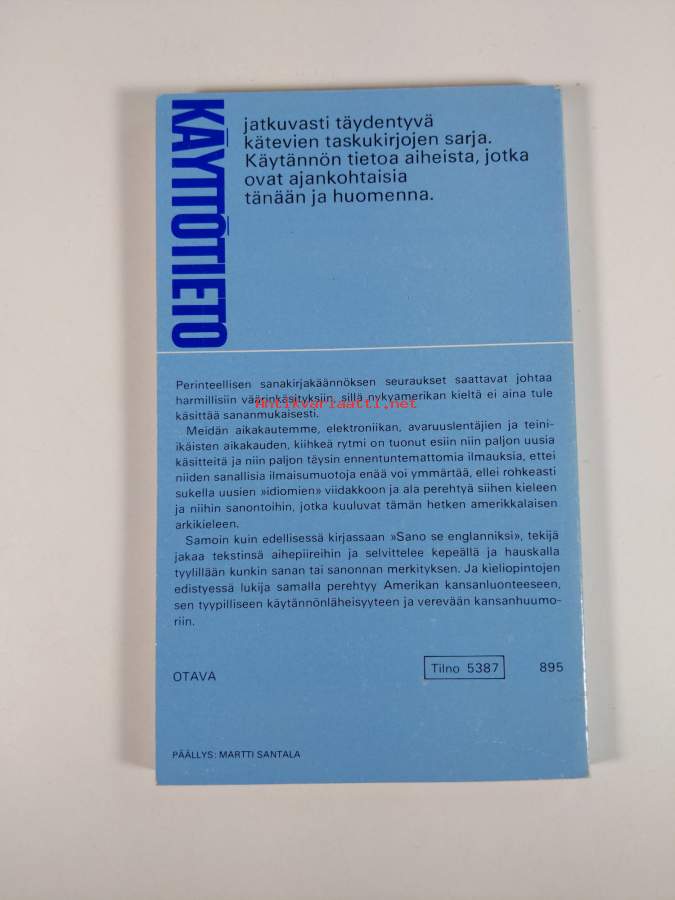 KÄYTTÖTIETO
jatkuvasti täydentyvä
kätevien taskukirjojen sarja.
Käytännön tietoa aiheista, jotka
ovat ajankohtaisia
tänään ja huomenna.
Perinteellisen sanakirjakäännöksen seuraukset saattavat johtaa
harmillisiin väärinkäsityksiin, sillä nykyamerikan kieltä ei aina tule
Antikvariaatti.net
käsittää sananmukaisesti.
Meidän aikakautemme, elektroniikan, avaruuslentäjien ja teini-
ikäisten aikakauden, kiihkeä rytmi on tuonut esiin niin paljon uusia
käsitteitä ja niin paljon täysin ennentuntemattomia ilmauksia, ettei
niiden sanallisia ilmaisumuotoja enää voi ymmärtää, ellei rohkeasti
sukella uusien »idiomien» viidakkoon ja ala perehtyä siihen kieleen
ja niihin sanontoihin, jotka kuuluvat tämän hetken amerikkalaisen
arkikieleen.
Samoin kuin edellisessä kirjassaan »Sano se englanniksi», tekijä
jakaa tekstinsä aihepiireihin ja selvittelee kepeällä ja hauskalla
tyylillään kunkin sanan tai sanonnan merkityksen. Ja kieliopintojen
edistyessä lukija samalla perehtyy Amerikan kansanluonteeseen,
sen tyypilliseen käytännönläheisyyteen ja verevään kansanhuumo-
riin.
OTAVA
Tilno 5387
895
PÄÄLLYS: MARTTI SANTALA